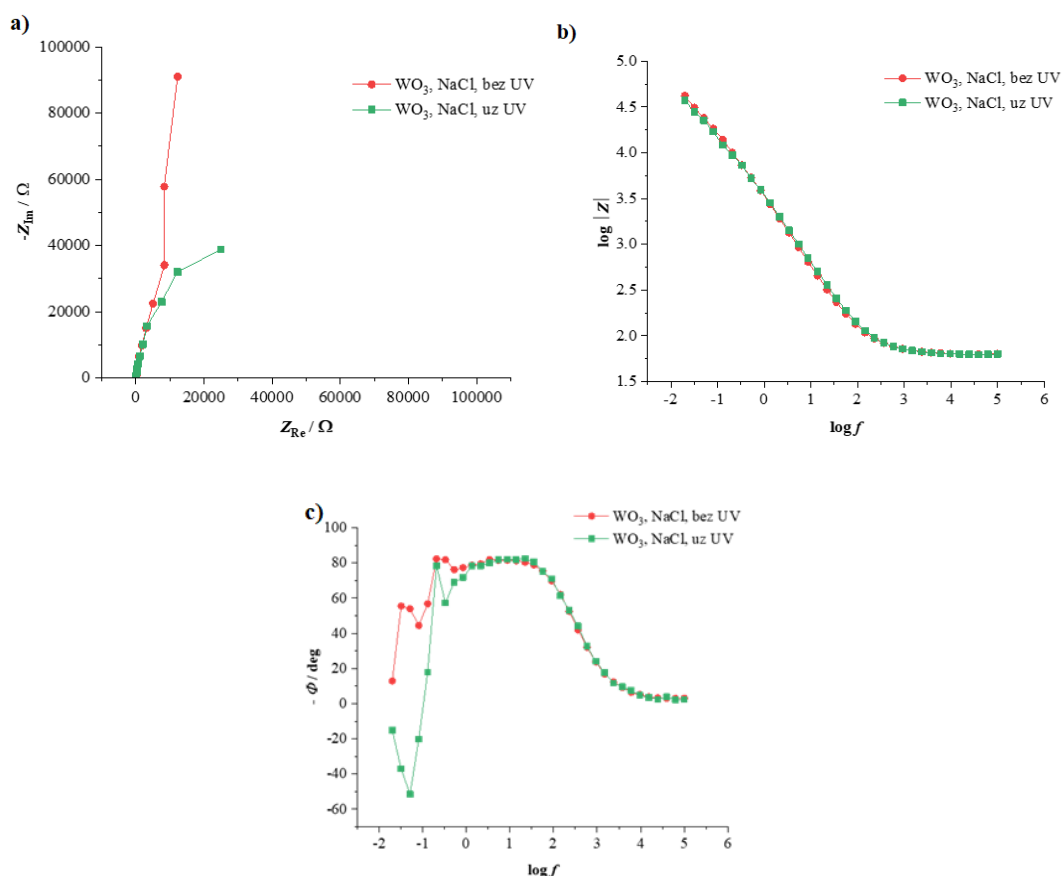 a)
100000
80000
60000
40000
20000
0
-Z_Im / Ω
0 20000 40000 60000 80000 100000
Z_Re / Ω
WO₃, NaCl, bez UV
WO₃, NaCl, uz UV
b)
5.0
4.5
4.0
3.5
3.0
2.5
2.0
1.5
log |Z|
-2 -1 0 1 2 3 4 5 6
log f
WO₃, NaCl, bez UV
WO₃, NaCl, uz UV
c)
100
80
60
40
20
0
-20
-40
-60
- Φ / deg
-2 -1 0 1 2 3 4 5 6
log f
WO₃, NaCl, bez UV
WO₃, NaCl, uz UV